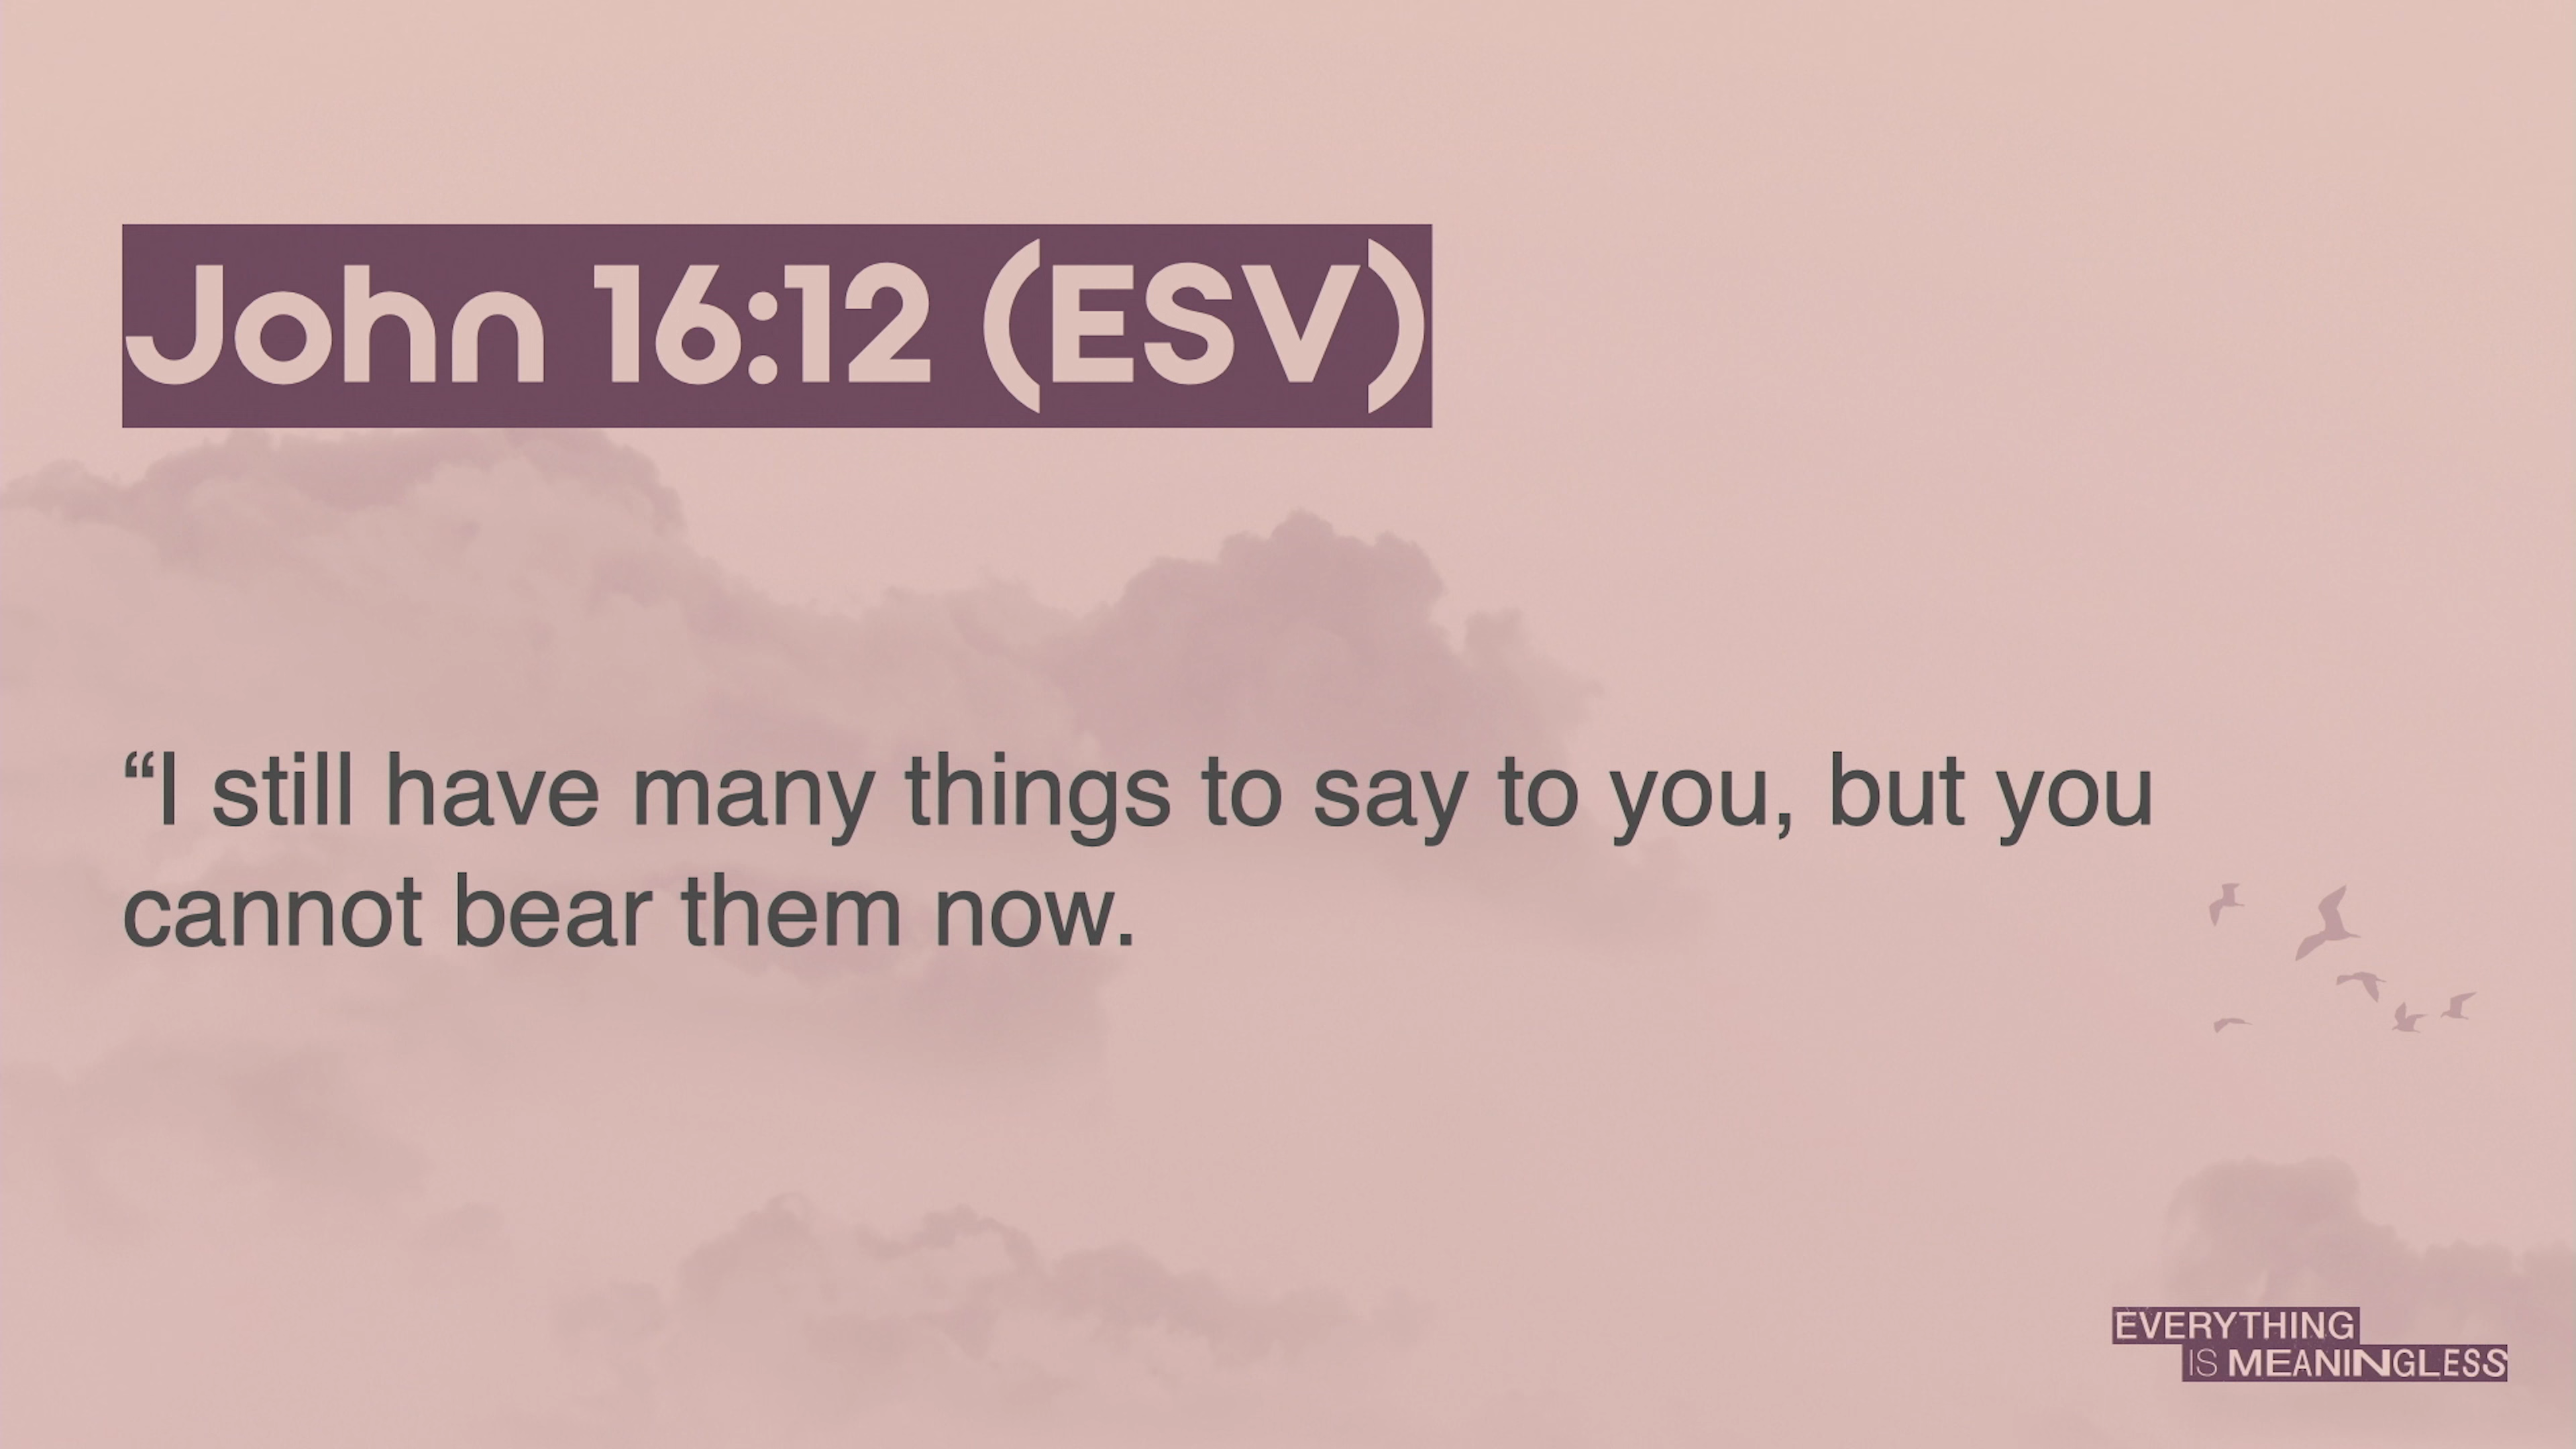 John 16:12 (ESV)
“I still have many things to say to you, but you
cannot bear them now.
EVERYTHING
IS MEANINGLESS